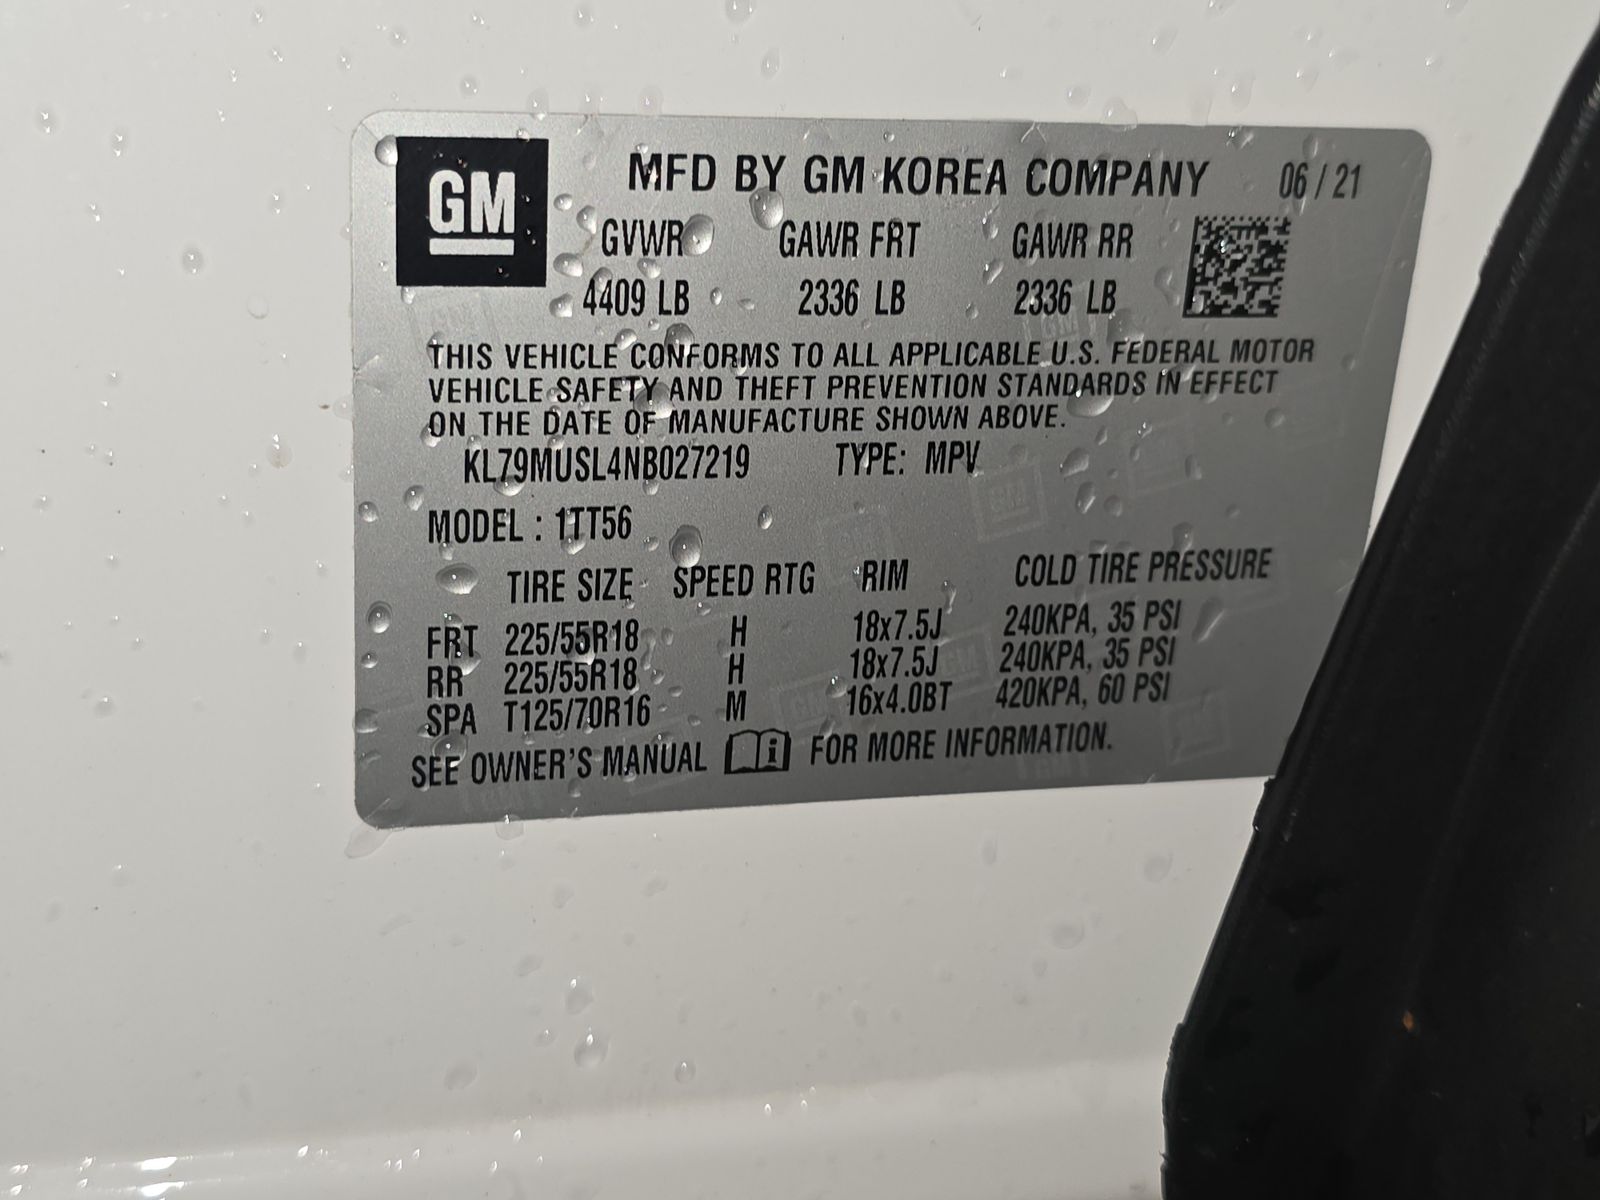 GM
MFD BY GM KOREA COMPANY 06 / 21
GVWR GAWR FRT GAWR RR
4409 LB 2336 LB 2336 LB
THIS VEHICLE CONFORMS TO ALL APPLICABLE U.S. FEDERAL MOTOR
VEHICLE SAFETY AND THEFT PREVENTION STANDARDS IN EFFECT
ON THE DATE OF MANUFACTURE SHOWN ABOVE.
KL79MUSL4NB027219 TYPE: MPV
MODEL : 1TT56
TIRE SIZE SPEED RTG RIM COLD TIRE PRESSURE
FRT 225/55R18 H 18x7.5J 240KPA, 35 PSI
RR 225/55R18 H 18x7.5J 240KPA, 35 PSI
SPA T125/70R16 M 16x4.0BT 420KPA, 60 PSI
SEE OWNER'S MANUAL i FOR MORE INFORMATION.